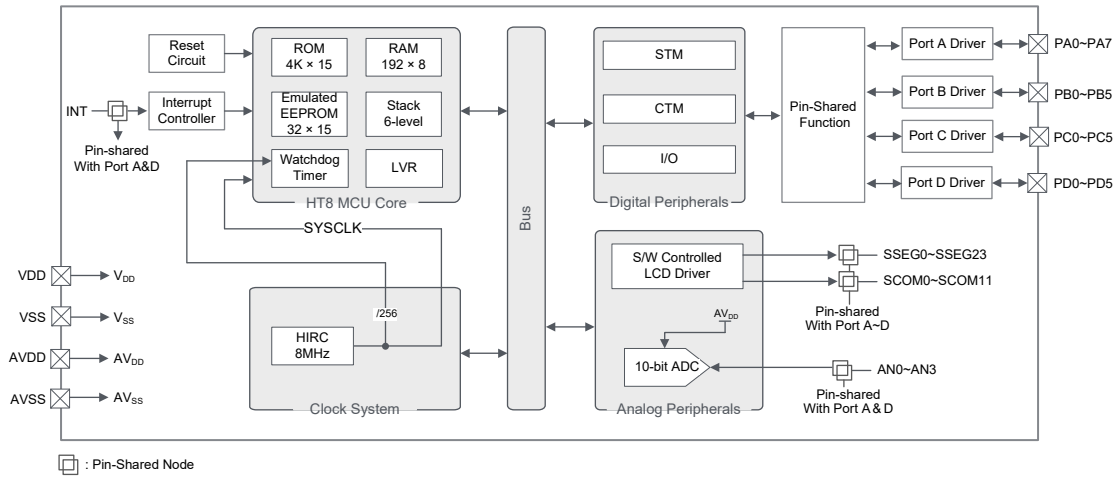 Reset
Circuit
INT
Interrupt
Controller
Pin-shared
With Port A&D
ROM
4K × 15
RAM
192 × 8
Emulated
EEPROM
32 × 15
Stack
6-level
Watchdog
Timer
LVR
HT8 MCU Core
SYSCLK
/256
HIRC
8MHz
Clock System
VDD
VDD
VSS
VSS
AVDD
AVDD
AVSS
AVSS
Bus
STM
CTM
I/O
Digital Peripherals
Pin-Shared
Function
Port A Driver
PA0~PA7
Port B Driver
PB0~PB5
Port C Driver
PC0~PC5
Port D Driver
PD0~PD5
S/W Controlled
LCD Driver
SSEG0~SSEG23
SCOM0~SCOM11
Pin-shared
With Port A~D
AVDD
10-bit ADC
AN0~AN3
Pin-shared
With Port A & D
Analog Peripherals
: Pin-Shared Node